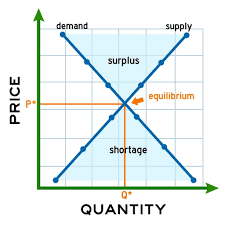 demand
supply
surplus
equilibrium
PRICE
P*
shortage
Q*
QUANTITY